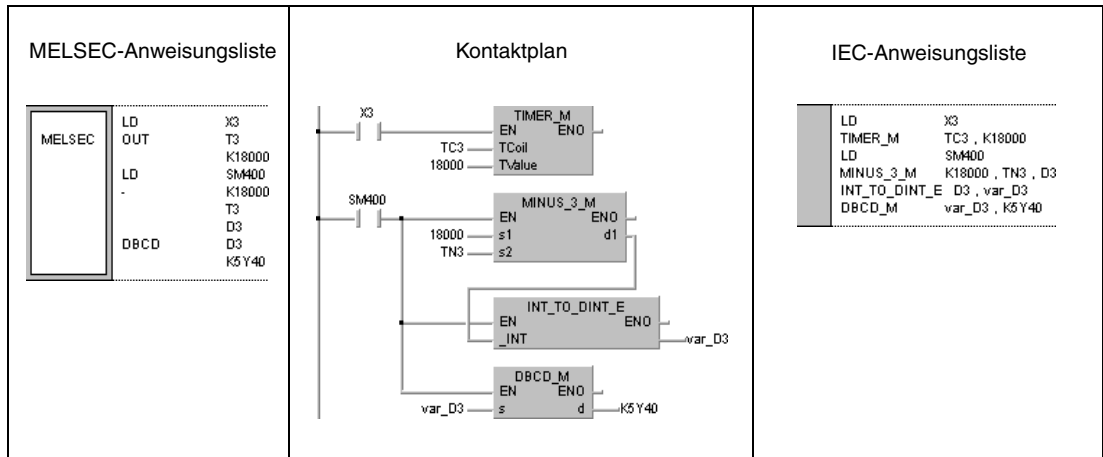 MELSEC-Anweisungsliste
MELSEC
LD X3
OUT T3
K18000
LD SM400
- K18000
T3
D3
DBCD D3
K5Y40
Kontaktplan
X3
TIMER_M
EN ENO
TC3 TCoil
18000 TValue
SM400
MINUS_3_M
EN ENO
18000 s1 d1
TN3 s2
INT_TO_DINT_E
EN ENO
_INT var_D3
DBCD_M
EN ENO
var_D3 s d K5Y40
IEC-Anweisungsliste
LD X3
TIMER_M TC3 , K18000
LD SM400
MINUS_3_M K18000 , TN3 , D3
INT_TO_DINT_E D3 , var_D3
DBCD_M var_D3 , K5Y40